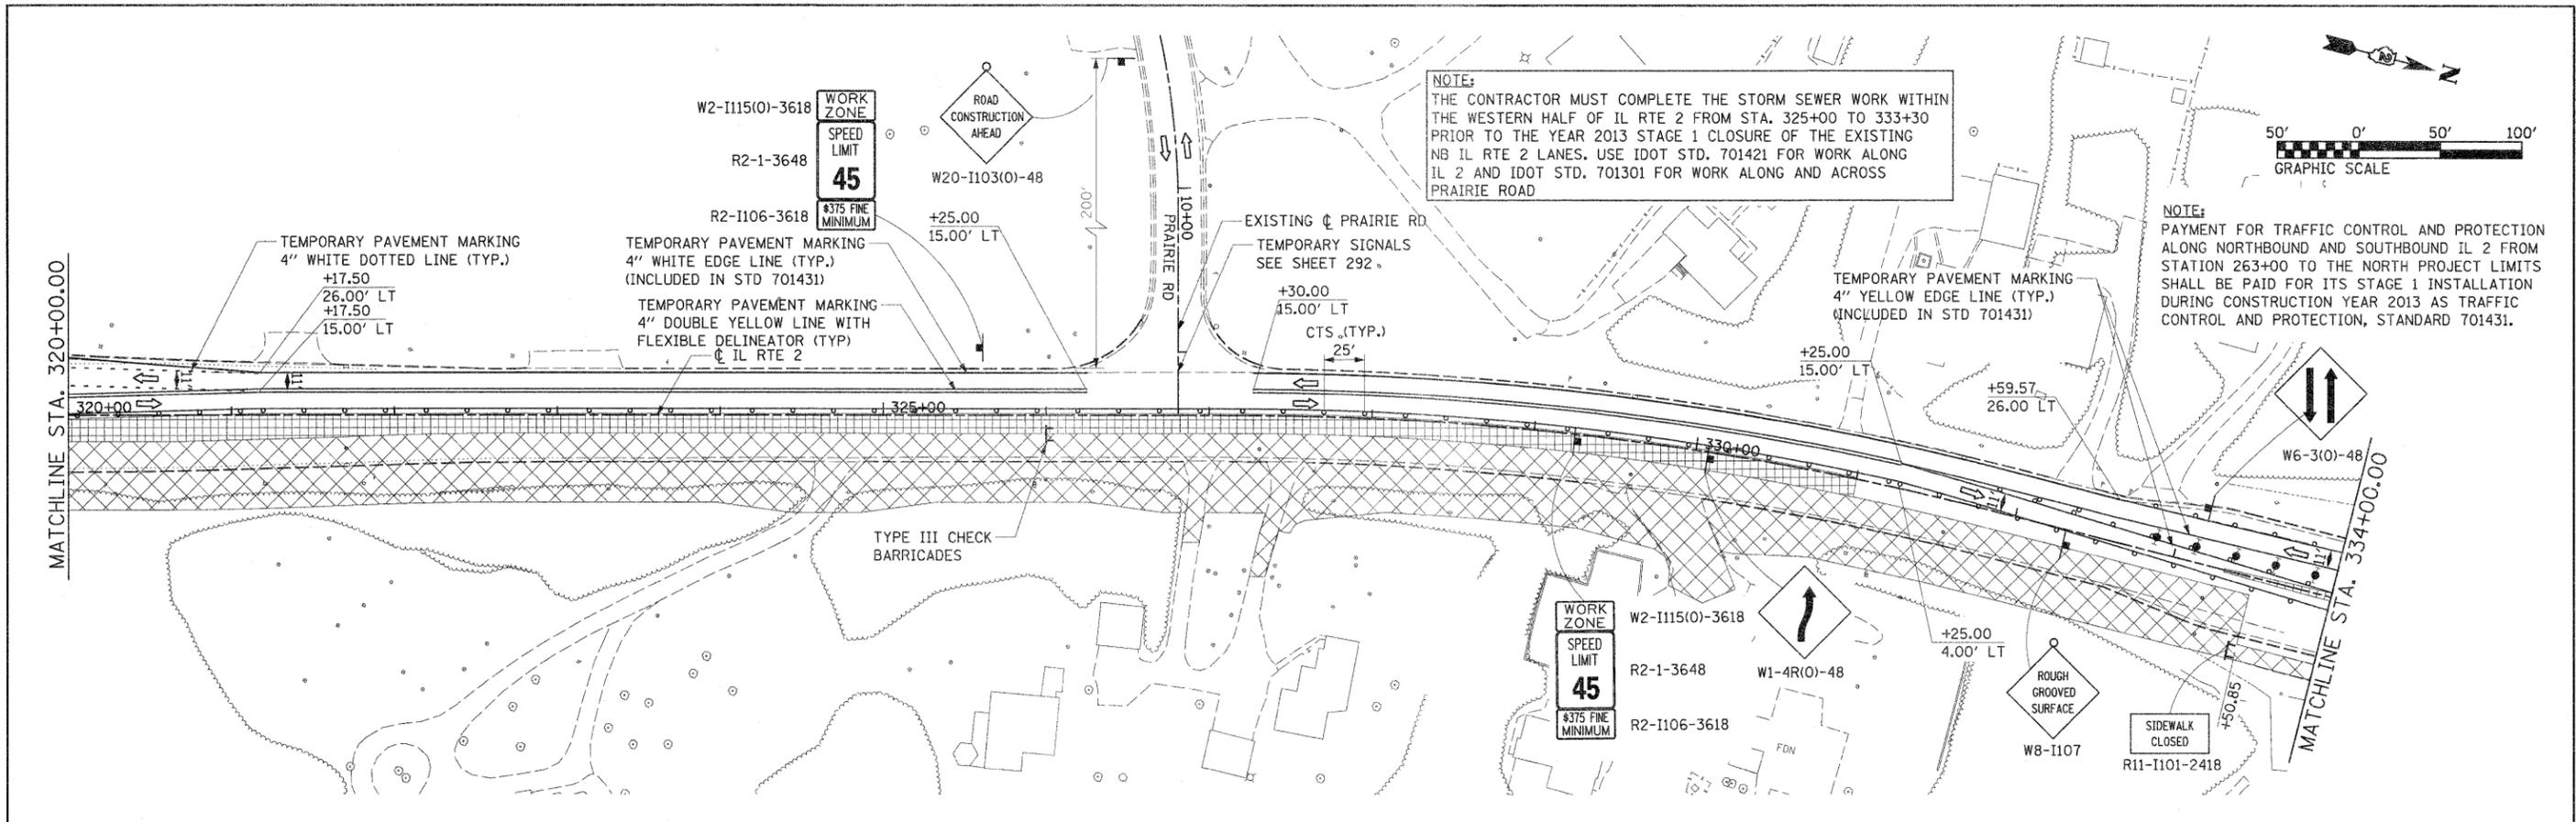 MATCHLINE STA. 320+00.00
TEMPORARY PAVEMENT MARKING
4" WHITE DOTTED LINE (TYP.)
+17.50
26.00' LT
+17.50
15.00' LT
W2-I115(O)-3618
R2-1-3648
R2-I106-3618
WORK
ZONE
SPEED
LIMIT
45
$375 FINE
MINIMUM
TEMPORARY PAVEMENT MARKING
4" WHITE EDGE LINE (TYP.)
(INCLUDED IN STD 701431)
TEMPORARY PAVEMENT MARKING
4" DOUBLE YELLOW LINE WITH
FLEXIBLE DELINEATOR (TYP)
℄ IL RTE 2
ROAD
CONSTRUCTION
AHEAD
W20-I103(O)-48
+25.00
15.00' LT
200'
10+00
PRAIRIE RD
EXISTING ℄ PRAIRIE RD
TEMPORARY SIGNALS
SEE SHEET 292.
+30.00
15.00' LT
CTS. (TYP.)
25'
NOTE:
THE CONTRACTOR MUST COMPLETE THE STORM SEWER WORK WITHIN
THE WESTERN HALF OF IL RTE 2 FROM STA. 325+00 TO 333+30
PRIOR TO THE YEAR 2013 STAGE 1 CLOSURE OF THE EXISTING
NB IL RTE 2 LANES. USE IDOT STD. 701421 FOR WORK ALONG
IL 2 AND IDOT STD. 701301 FOR WORK ALONG AND ACROSS
PRAIRIE ROAD
N
50' 0' 50' 100'
GRAPHIC SCALE
NOTE:
PAYMENT FOR TRAFFIC CONTROL AND PROTECTION
ALONG NORTHBOUND AND SOUTHBOUND IL 2 FROM
STATION 263+00 TO THE NORTH PROJECT LIMITS
SHALL BE PAID FOR ITS STAGE 1 INSTALLATION
DURING CONSTRUCTION YEAR 2013 AS TRAFFIC
CONTROL AND PROTECTION, STANDARD 701431.
TEMPORARY PAVEMENT MARKING
4" YELLOW EDGE LINE (TYP.)
(INCLUDED IN STD 701431)
+25.00
15.00' LT
+59.57
26.00 LT
W6-3(O)-48
11'
11'
320+00
325+00
330+00
11'
11'
TYPE III CHECK
BARRICADES
WORK
ZONE
SPEED
LIMIT
45
$375 FINE
MINIMUM
W2-I115(O)-3618
R2-1-3648
R2-I106-3618
W1-4R(O)-48
FDN
+25.00
4.00' LT
ROUGH
GROOVED
SURFACE
W8-I107
SIDEWALK
CLOSED
R11-I101-2418
+50.85
MATCHLINE STA. 334+00.00